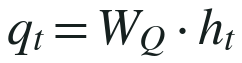 q_t = W_Q · h_t